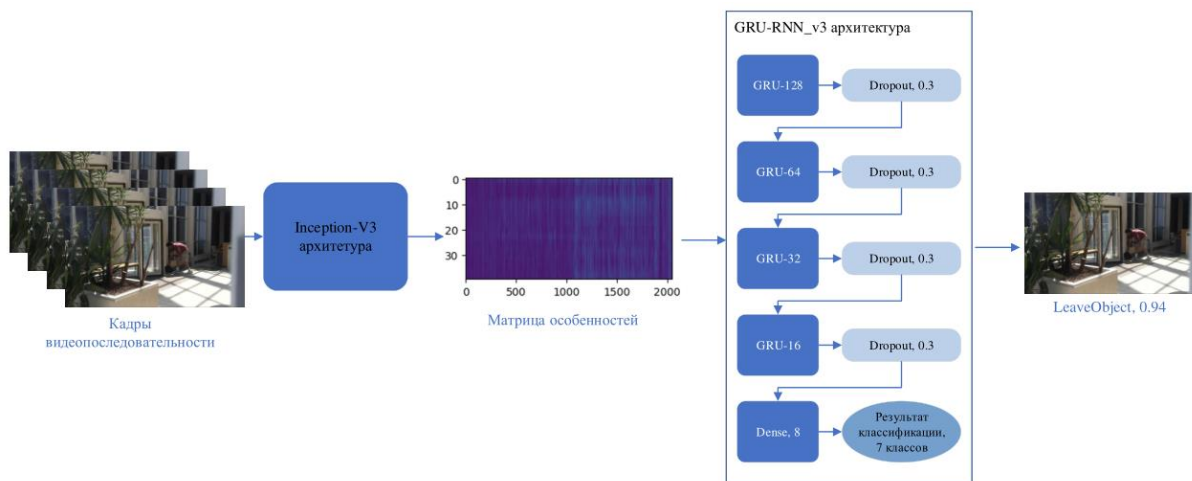 GRU-RNN_v3 архитектура
GRU-128
Dropout, 0.3
GRU-64
Dropout, 0.3
Inception-V3
архитетура
0
10
20
30
0
500
1000
1500
2000
GRU-32
Dropout, 0.3
Кадры
видеопоследовательности
Матрица особенностей
GRU-16
Dropout, 0.3
LeaveObject, 0.94
Dense, 8
Результат
классификации,
7 классов